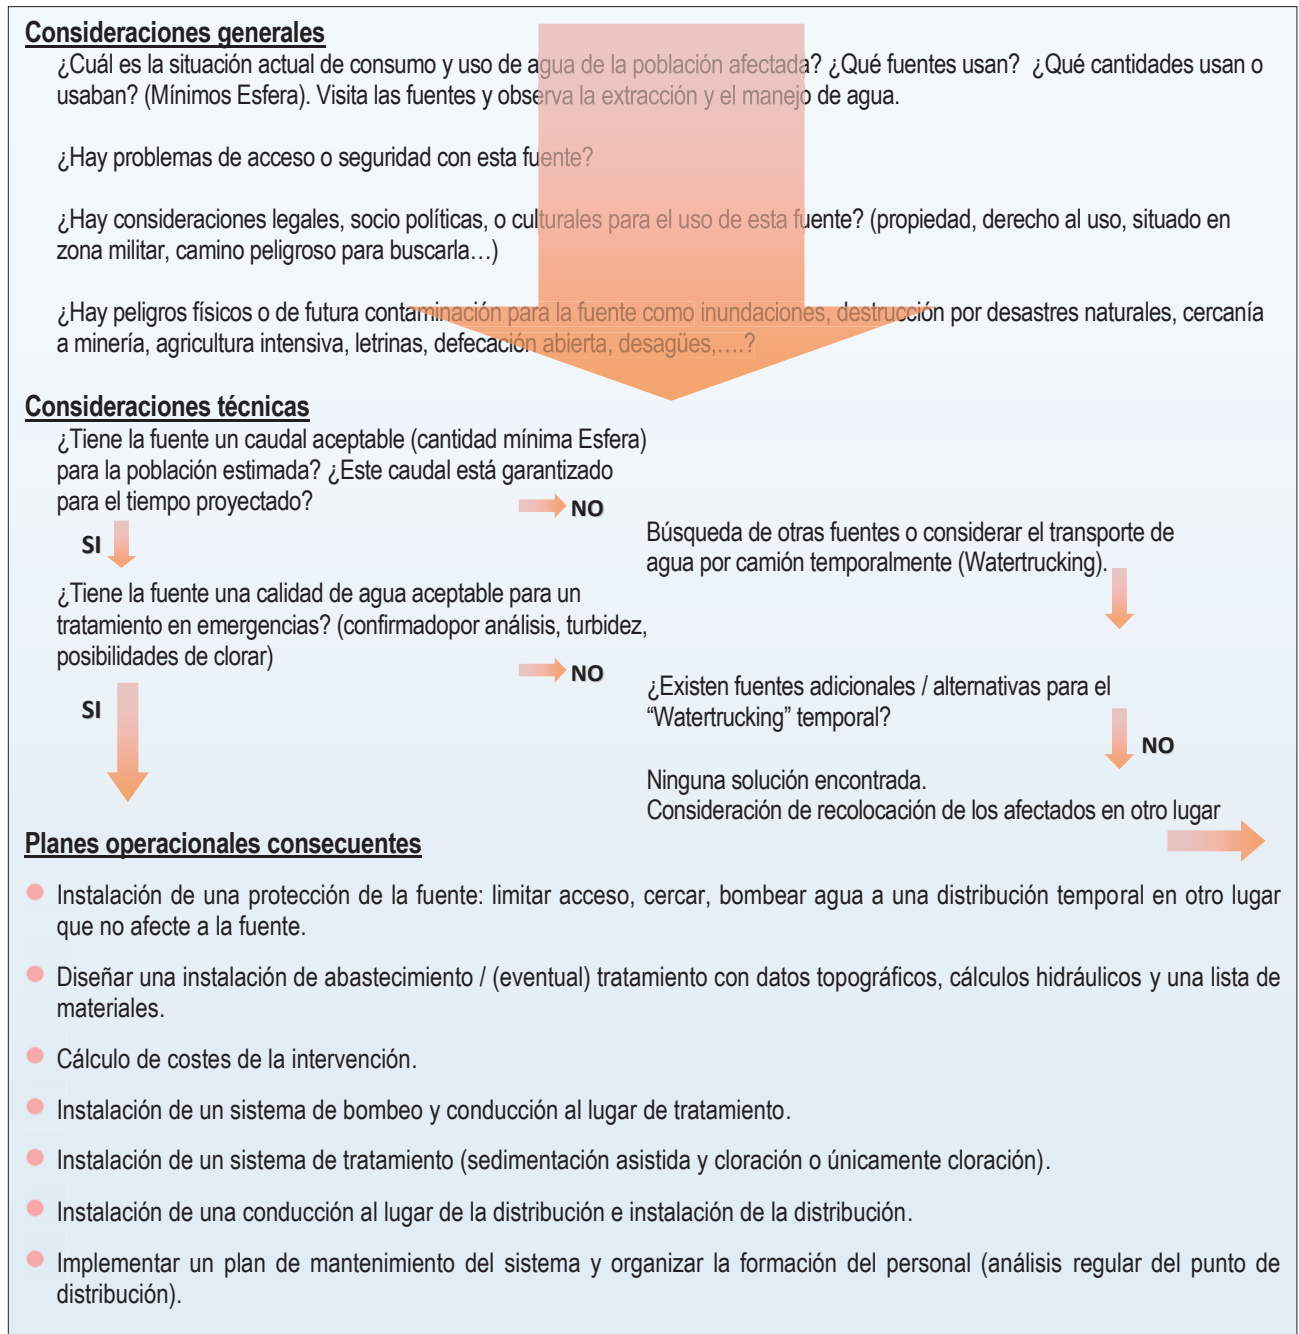 Consideraciones generales
¿Cuál es la situación actual de consumo y uso de agua de la población afectada? ¿Qué fuentes usan? ¿Qué cantidades usan o
usaban? (Mínimos Esfera). Visita las fuentes y observa la extracción y el manejo de agua.
¿Hay problemas de acceso o seguridad con esta fuente?
¿Hay consideraciones legales, socio políticas, o culturales para el uso de esta fuente? (propiedad, derecho al uso, situado en
zona militar, camino peligroso para buscarla…)
¿Hay peligros físicos o de futura contaminación para la fuente como inundaciones, destrucción por desastres naturales, cercanía
a minería, agricultura intensiva, letrinas, defecación abierta, desagües,….?
Consideraciones técnicas
¿Tiene la fuente un caudal aceptable (cantidad mínima Esfera)
para la población estimada? ¿Este caudal está garantizado
para el tiempo proyectado?
NO
SI
Búsqueda de otras fuentes o considerar el transporte de
agua por camión temporalmente (Watertrucking).
¿Tiene la fuente una calidad de agua aceptable para un
tratamiento en emergencias? (confirmadopor análisis, turbidez,
posibilidades de clorar)
NO
SI
¿Existen fuentes adicionales / alternativas para el
“Watertrucking” temporal?
NO
Ninguna solución encontrada.
Consideración de recolocación de los afectados en otro lugar
Planes operacionales consecuentes
Instalación de una protección de la fuente: limitar acceso, cercar, bombear agua a una distribución temporal en otro lugar
que no afecte a la fuente.
Diseñar una instalación de abastecimiento / (eventual) tratamiento con datos topográficos, cálculos hidráulicos y una lista de
materiales.
Cálculo de costes de la intervención.
Instalación de un sistema de bombeo y conducción al lugar de tratamiento.
Instalación de un sistema de tratamiento (sedimentación asistida y cloración o únicamente cloración).
Instalación de una conducción al lugar de la distribución e instalación de la distribución.
Implementar un plan de mantenimiento del sistema y organizar la formación del personal (análisis regular del punto de
distribución).